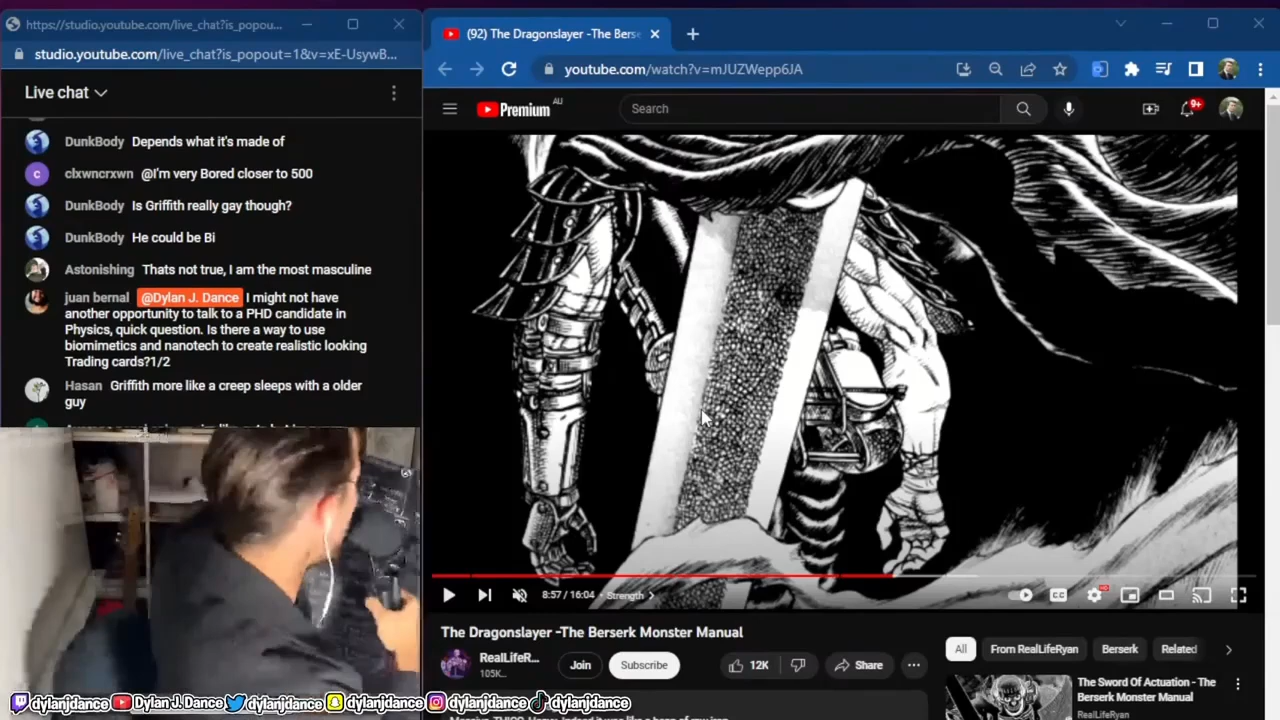 https://studio.youtube.com/live_chat?is_popou...
studio.youtube.com/live_chat?is_popout=1&v=xE-UsywB...
Live chat
DunkBody Depends what it's made of
clxwncrxwn @I'm very Bored closer to 500
DunkBody Is Griffith really gay though?
DunkBody He could be Bi
Astonishing Thats not true, I am the most masculine
juan bernal @Dylan J. Dance I might not have
another opportunity to talk to a PHD candidate in
Physics, quick question. Is there a way to use
biomimetics and nanotech to create realistic looking
Trading cards?1/2
Hasan Griffith more like a creep sleeps with a older
guy
(92) The Dragonslayer -The Bers
youtube.com/watch?v=mJUZWepp6JA
Premium AU
Search
9+
8:57 / 16:04 • Strength
CC
HD
The Dragonslayer -The Berserk Monster Manual
RealLifeR...
105K...
Join
Subscribe
12K
Share
All
From RealLifeRyan
Berserk
Related
The Sword Of Actuation - The
Berserk Monster Manual
RealLifeRyan
dylanjdance Dylan J. Dance dylanjdance dylanjdance dylanjdance dylanjdance